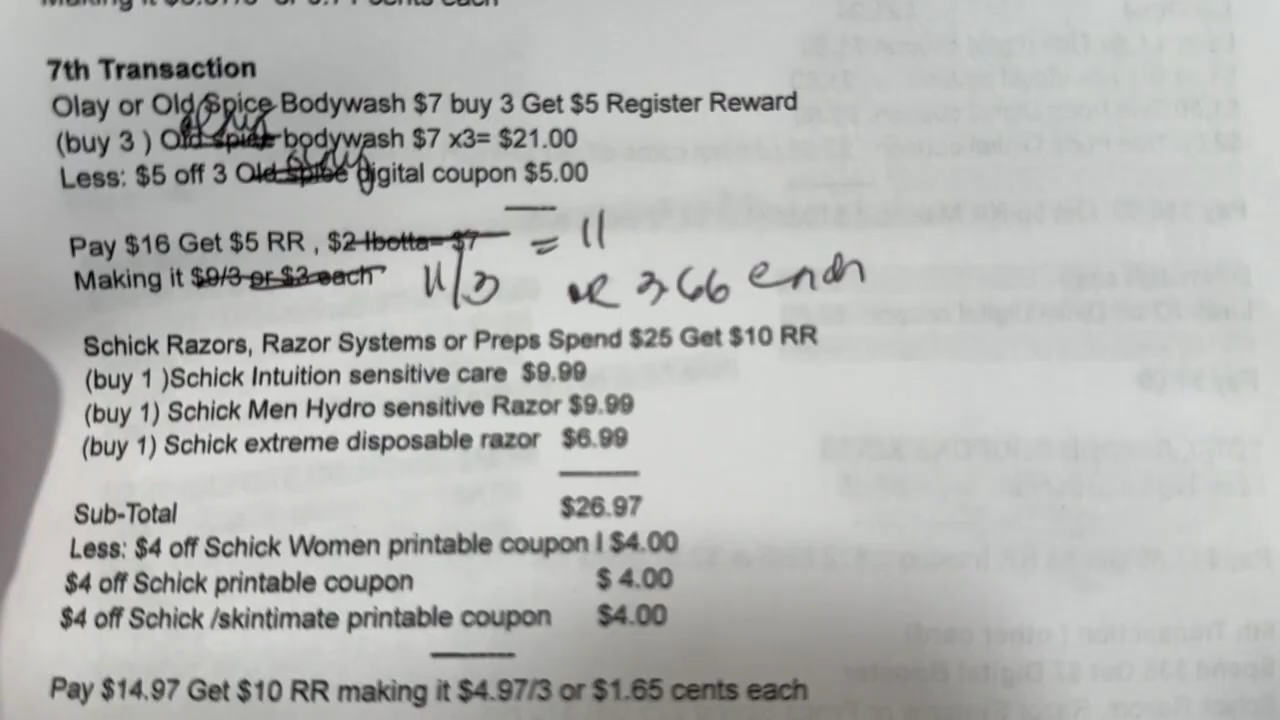 7th Transaction
Olay or Old Spice Bodywash $7 buy 3 Get $5 Register Reward
(buy 3 ) Old spice bodywash $7 x3= $21.00
Less: $5 off 3 Old spice digital coupon $5.00
Pay $16 Get $5 RR , $2 Ibotta= $7 = 11
Making it $9/3 or $3 each 11/3 or 3,66 each
Schick Razors, Razor Systems or Preps Spend $25 Get $10 RR
(buy 1 )Schick Intuition sensitive care $9.99
(buy 1) Schick Men Hydro sensitive Razor $9.99
(buy 1) Schick extreme disposable razor $6.99
Sub-Total $26.97
Less: $4 off Schick Women printable coupon I $4.00
$4 off Schick printable coupon $ 4.00
$4 off Schick /skintimate printable coupon $4.00
Pay $14.97 Get $10 RR making it $4.97/3 or $1.65 cents each